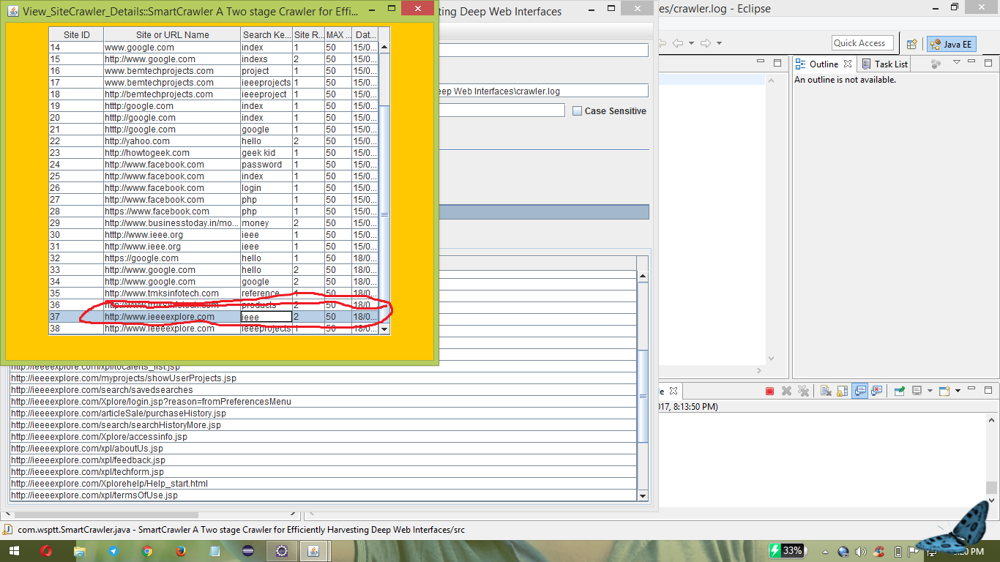 View_SiteCrawler_Details::SmartCrawler A Two stage Crawler for Effi...
ting Deep Web Interfaces
es/crawler.log - Eclipse
Quick Access
Java EE
Outline
Task List
An outline is not available.
Site ID Site or URL Name Search Ke... Site R... MAX ... Dat...
14 www.google.com index 1 50 15/0...
15 http://www.google.com indexs 2 50 15/0...
16 www.bemtechprojects.com project 1 50 15/0...
17 www.bemtechprojects.com ieeeprojects 1 50 15/0...
18 http://bemtechprojects.com ieeeproject 1 50 15/0...
19 http:/google.com index 1 50 15/0...
20 htttp://google.com index 1 50 15/0...
21 htttp://google.com google 1 50 15/0...
22 http://yahoo.com hello 2 50 15/0...
23 http://howtogeek.com geek kid 1 50 15/0...
24 http://www.facebook.com password 1 50 15/0...
25 http://www.facebook.com index 1 50 15/0...
26 http://www.facebook.com login 1 50 15/0...
27 http://www.facebook.com php 1 50 15/0...
28 https://www.facebook.com php 1 50 15/0...
29 http://www.businesstoday.in/mo... money 2 50 15/0...
30 htttp://www.ieee.org ieee 1 50 15/0...
31 http://www.ieee.org ieee 1 50 15/0...
32 https://google.com hello 1 50 18/0...
33 http://www.google.com hello 2 50 18/0...
34 http://www.google.com google 2 50 18/0...
35 http://www.tmksinfotech.com reference 1 50 18/0...
36 http://www.tmksinfotech.com products 2 50 18/0...
37 http://www.ieeeexplore.com ieee 2 50 18/0...
38 http://www.ieeeexplore.com ieeeprojects 1 50 18/0...
Deep Web Interfaces\crawler.log
Case Sensitive
http://ieeeexplore.com/xpl/tocalerts_list.jsp
http://ieeeexplore.com/myprojects/showUserProjects.jsp
http://ieeeexplore.com/search/savedsearches
http://ieeeexplore.com/Xplore/login.jsp?reason=fromPreferencesMenu
http://ieeeexplore.com/articleSale/purchaseHistory.jsp
http://ieeeexplore.com/search/searchHistoryMore.jsp
http://ieeeexplore.com/Xplore/accessinfo.jsp
http://ieeeexplore.com/xpl/aboutUs.jsp
http://ieeeexplore.com/xpl/feedback.jsp
http://ieeeexplore.com/xpl/techform.jsp
http://ieeeexplore.com/Xplorehelp/Help_start.html
http://ieeeexplore.com/xpl/termsOfUse.jsp
017, 8:13:50 PM)
com.wsptt.SmartCrawler.java - SmartCrawler A Two stage Crawler for Efficiently Harvesting Deep Web Interfaces/src
33%
:20 PM